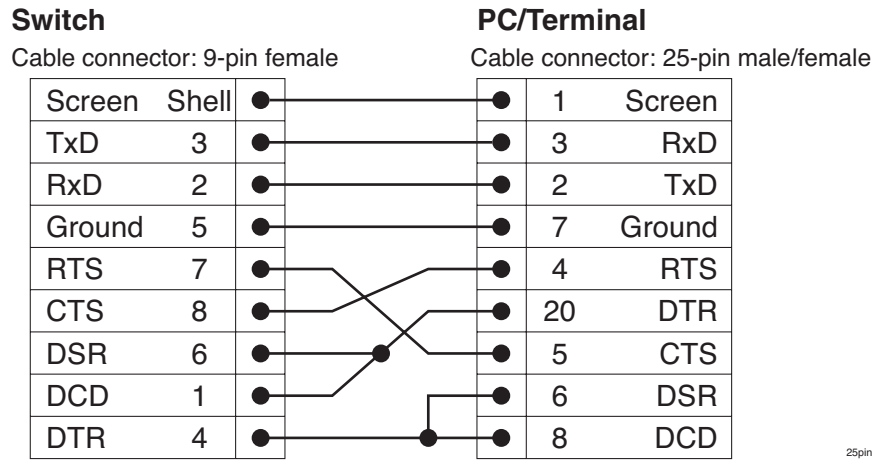 Switch PC/Terminal
Cable connector: 9-pin female Cable connector: 25-pin male/female
Screen Shell 1 Screen
TxD 3 3 RxD
RxD 2 2 TxD
Ground 5 7 Ground
RTS 7 4 RTS
CTS 8 20 DTR
DSR 6 5 CTS
DCD 1 6 DSR
DTR 4 8 DCD
25pin